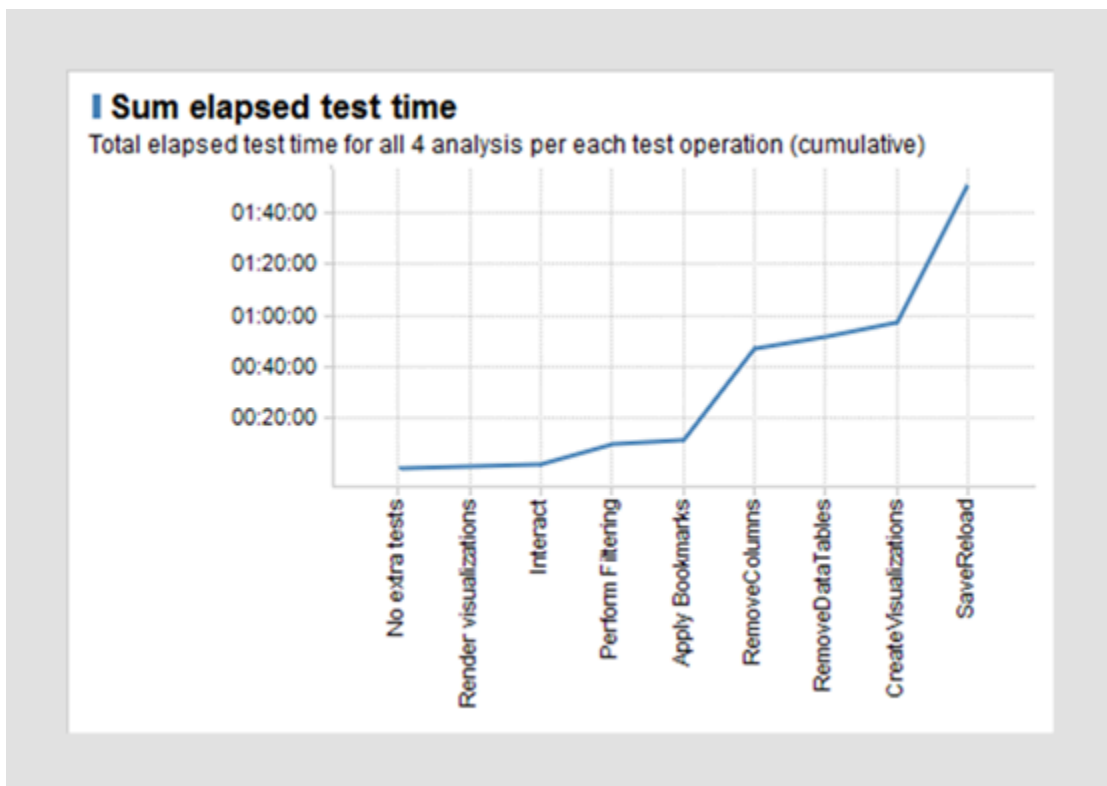 Sum elapsed test time
Total elapsed test time for all 4 analysis per each test operation (cumulative)
01:40:00
01:20:00
01:00:00
00:40:00
00:20:00
No extra tests
Render visualizations
Interact
Perform Filtering
Apply Bookmarks
RemoveColumns
RemoveDataTables
CreateVisualizations
SaveReload